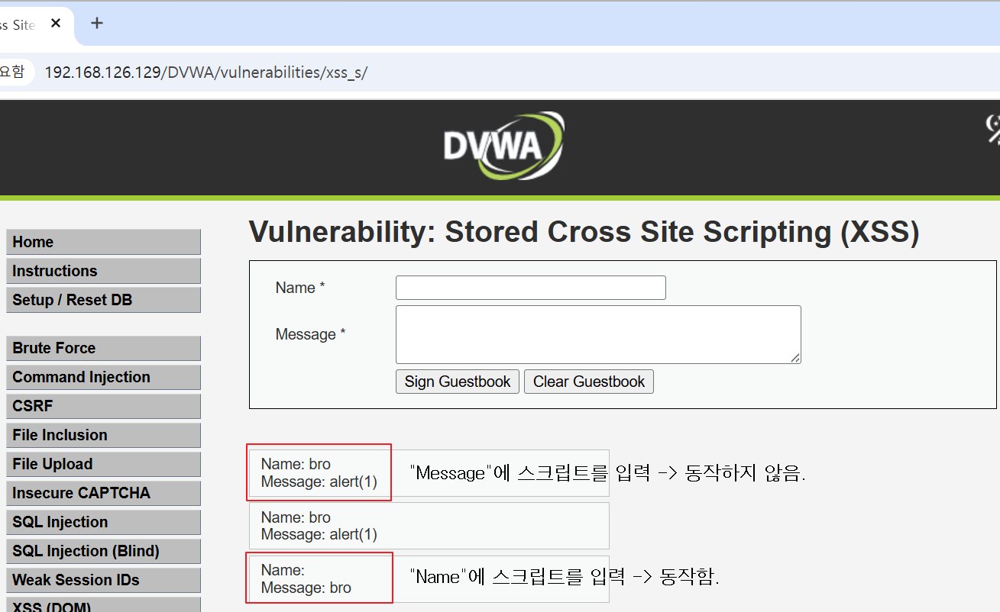 ss Site
요함 192.168.126.129/DVWA/vulnerabilities/xss_s/
DVWA
Vulnerability: Stored Cross Site Scripting (XSS)
Home
Instructions
Setup / Reset DB
Brute Force
Command Injection
CSRF
File Inclusion
File Upload
Insecure CAPTCHA
SQL Injection
SQL Injection (Blind)
Weak Session IDs
XSS (DOM)
Name *
Message *
Sign Guestbook Clear Guestbook
Name: bro
Message: alert(1)
"Message"에 스크립트를 입력 -> 동작하지 않음.
Name: bro
Message: alert(1)
Name:
Message: bro
"Name"에 스크립트를 입력 -> 동작함.